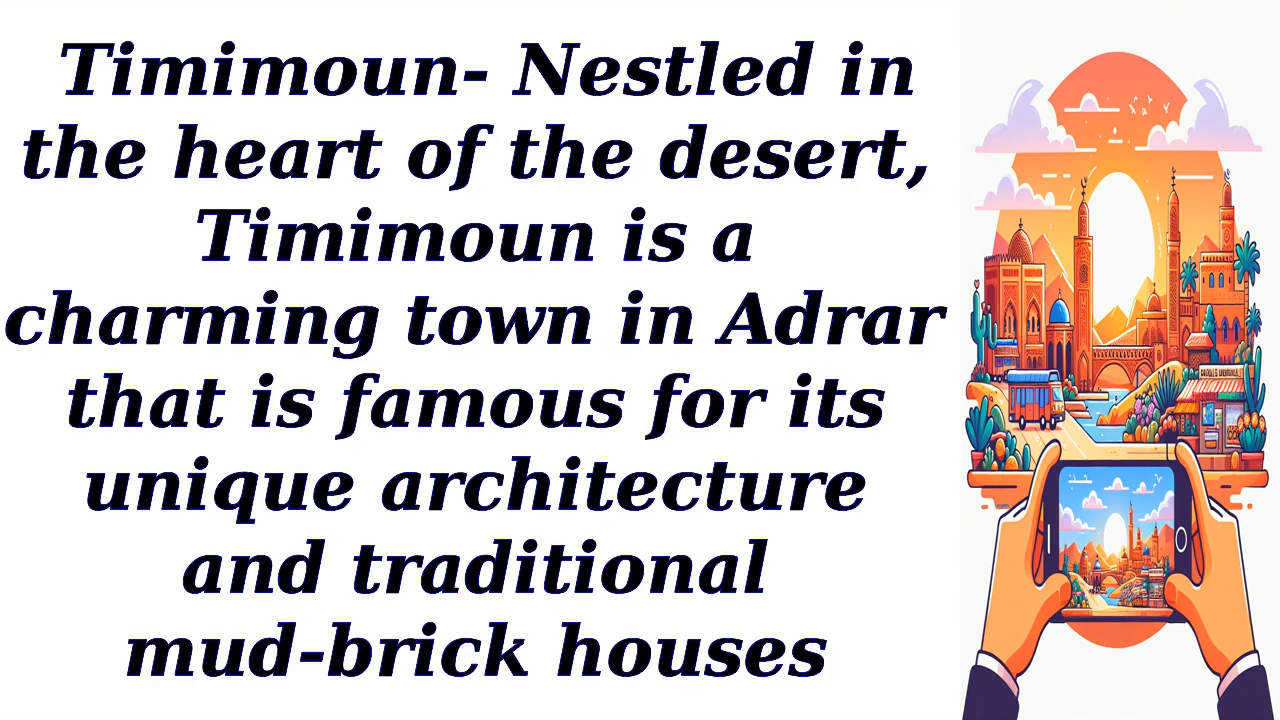 Timimoun- Nestled in
the heart of the desert,
Timimoun is a
charming town in Adrar
that is famous for its
unique architecture
and traditional
mud-brick houses